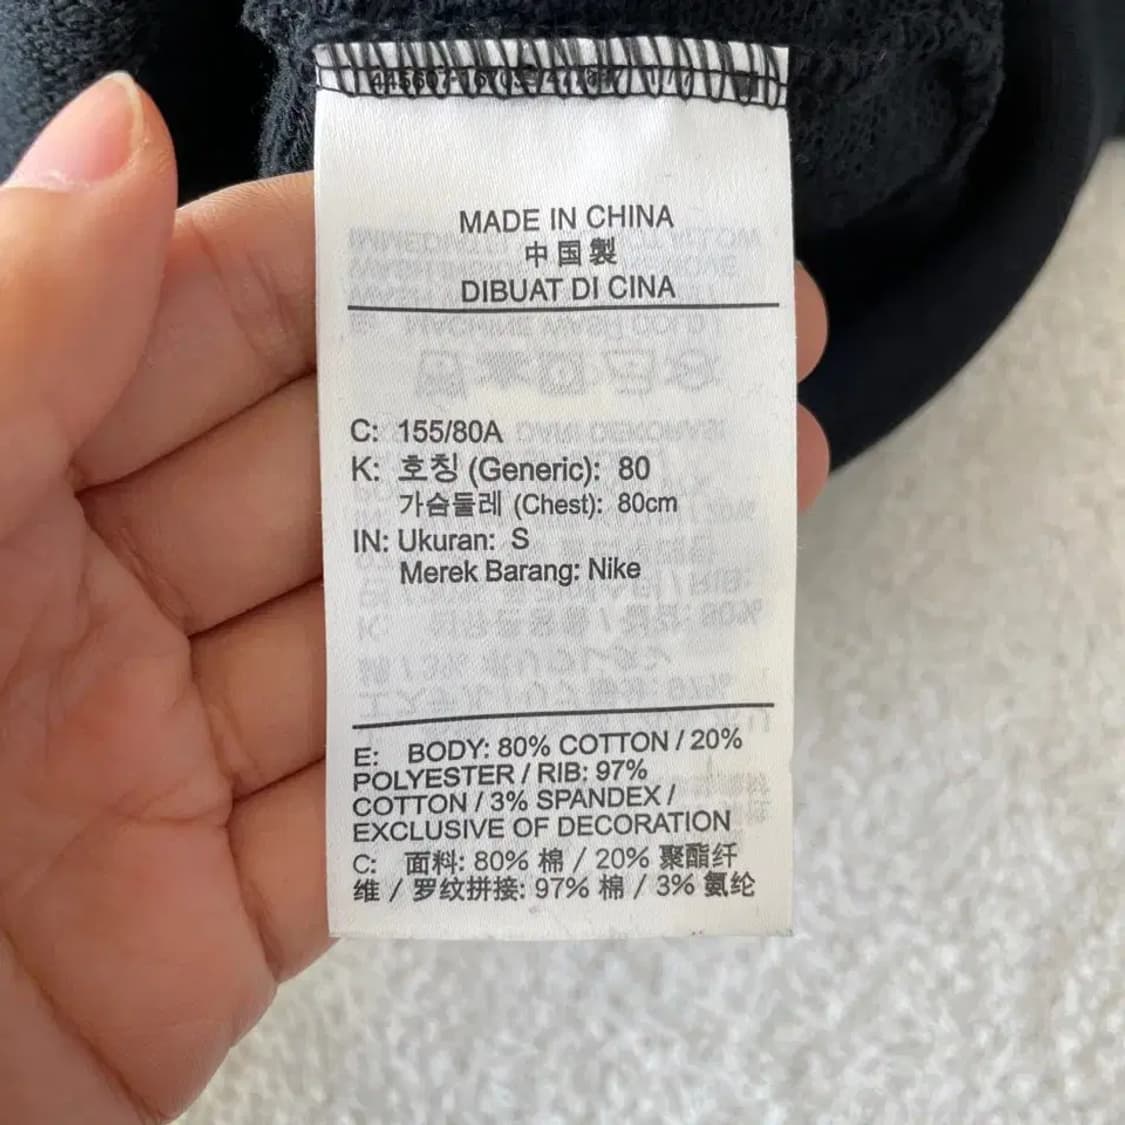 MADE IN CHINA
中国製
DIBUAT DI CINA
C: 155/80A
K: 호칭 (Generic): 80
가슴둘레 (Chest): 80cm
IN: Ukuran: S
Merek Barang: Nike
E: BODY: 80% COTTON / 20%
POLYESTER / RIB: 97%
COTTON / 3% SPANDEX /
EXCLUSIVE OF DECORATION
C: 面料: 80% 棉 / 20% 聚酯纤
维 / 罗纹拼接: 97% 棉 / 3% 氨纶